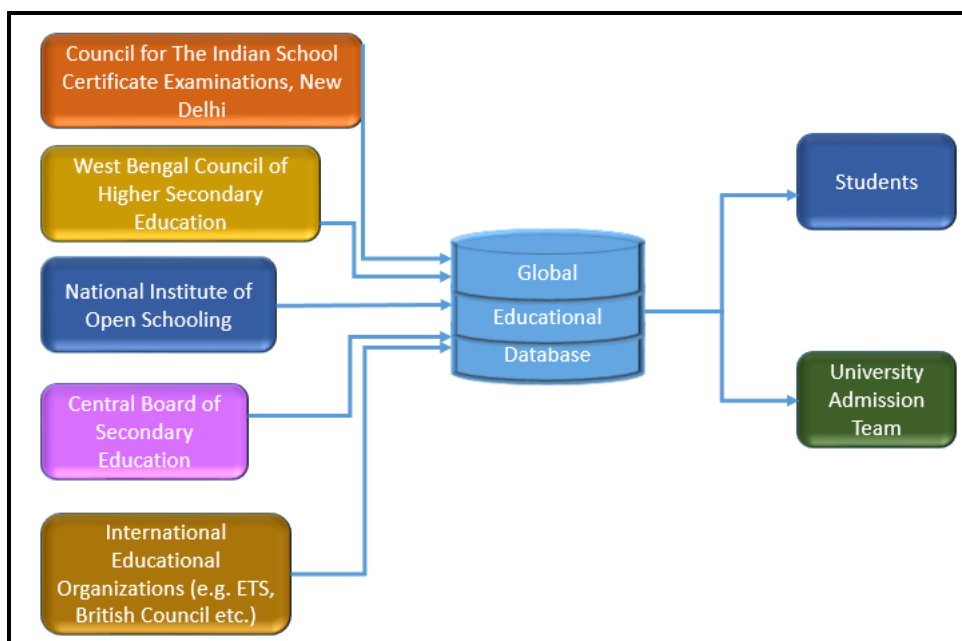 Council for The Indian School
Certificate Examinations, New
Delhi
West Bengal Council of
Higher Secondary
Education
National Institute of
Open Schooling
Central Board of
Secondary
Education
International
Educational
Organizations (e.g. ETS,
British Council etc.)
Global
Educational
Database
Students
University
Admission
Team